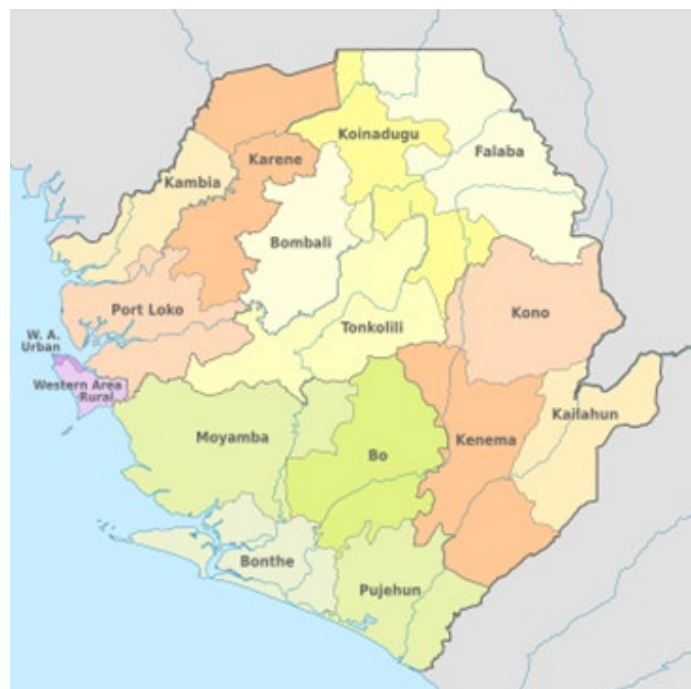 Koinadugu
Falaba
Karene
Kambia
Bombali
Port Loko
Kono
Tonkolili
W. A.
Urban
Western Area
Rural
Kailahun
Moyamba
Kenema
Bo
Bonthe
Pujehun